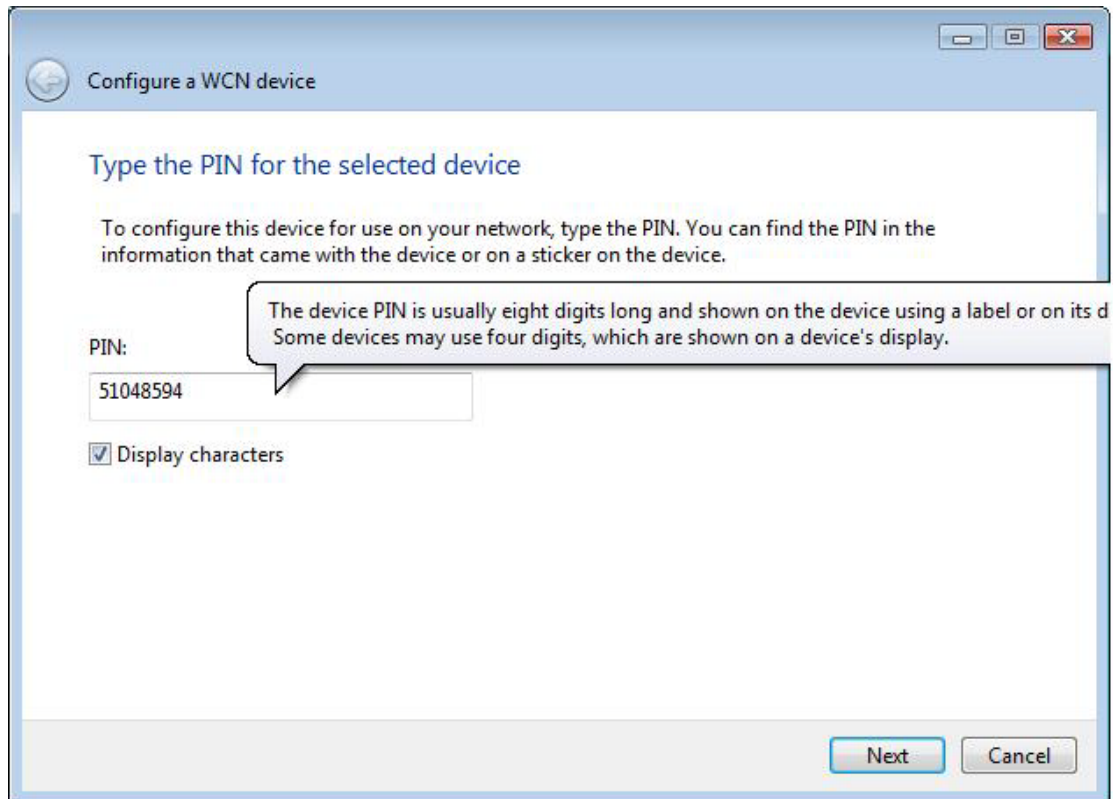 Configure a WCN device
Type the PIN for the selected device
To configure this device for use on your network, type the PIN. You can find the PIN in the
information that came with the device or on a sticker on the device.
The device PIN is usually eight digits long and shown on the device using a label or on its d
Some devices may use four digits, which are shown on a device's display.
PIN:
51048594
Display characters
Next
Cancel